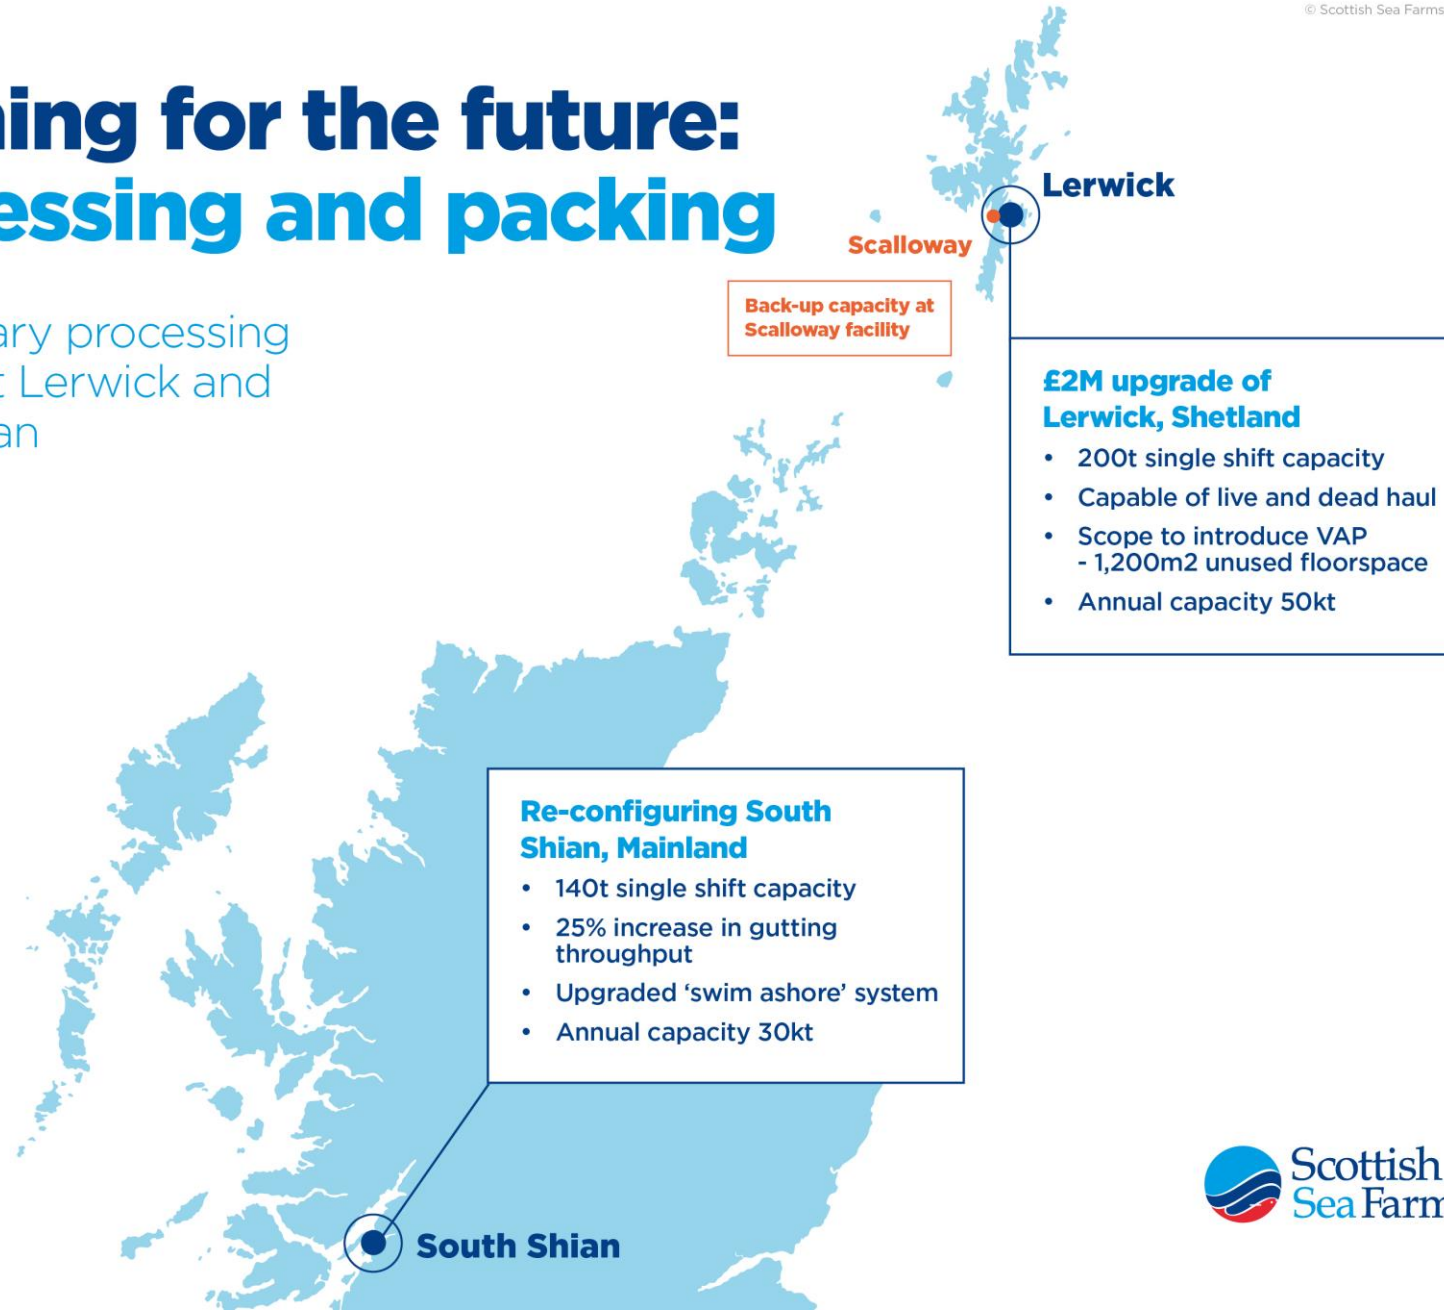 © Scottish Sea Farms
ing for the future:
essing and packing
ary processing
t Lerwick and
an
Lerwick
Scalloway
Back-up capacity at
Scalloway facility
£2M upgrade of
Lerwick, Shetland
• 200t single shift capacity
• Capable of live and dead haul
• Scope to introduce VAP
- 1,200m2 unused floorspace
• Annual capacity 50kt
Re-configuring South
Shian, Mainland
• 140t single shift capacity
• 25% increase in gutting
throughput
• Upgraded ‘swim ashore’ system
• Annual capacity 30kt
South Shian
Scottish
Sea Farm